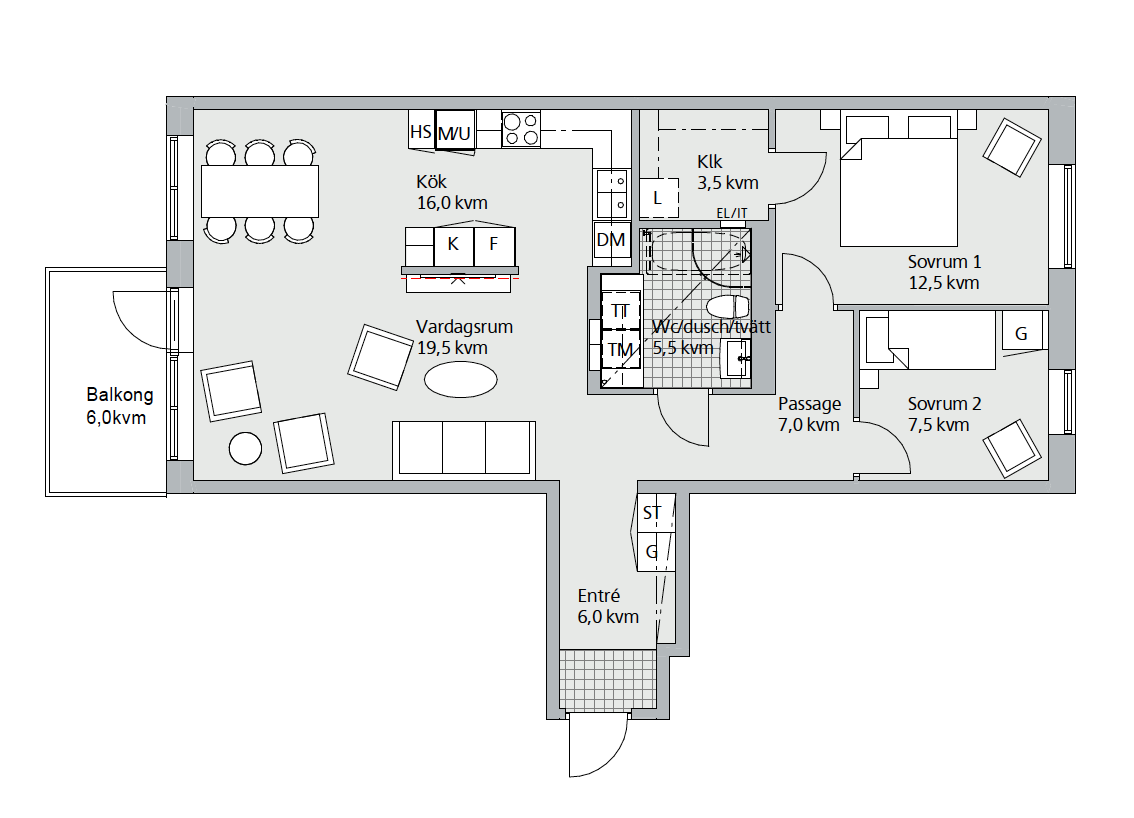 HS
M/U
Kök
16,0 kvm
K
F
DM
Klk
3,5 kvm
L
EL/IT
Sovrum 1
12,5 kvm
TT
TM
Wc/dusch/tvätt
5,5 kvm
Vardagsrum
19,5 kvm
G
Balkong
6,0kvm
Passage
7,0 kvm
Sovrum 2
7,5 kvm
ST
G
Entré
6,0 kvm